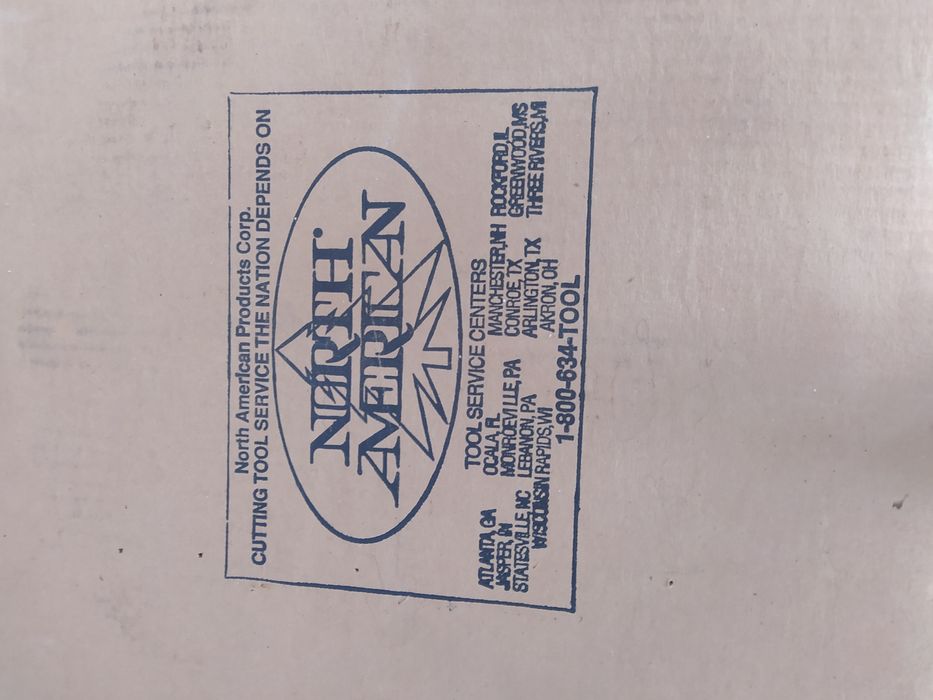 North American Products Corp.
CUTTING TOOL SERVICE THE NATION DEPENDS ON
NORTH
AMERICAN
TOOL SERVICE CENTERS
ATLANTA, GA OCALA, FL MANCHESTER, NH ROCKFORD, IL
JASPER, IN MONROEVILLE, PA CONROE, TX GREENWOOD, MS
STATESVILLE, NC LEBANON, PA ARLINGTON, TX THREE RIVERS, MI
WISCONSIN RAPIDS, WI AKRON, OH
1-800-634-TOOL